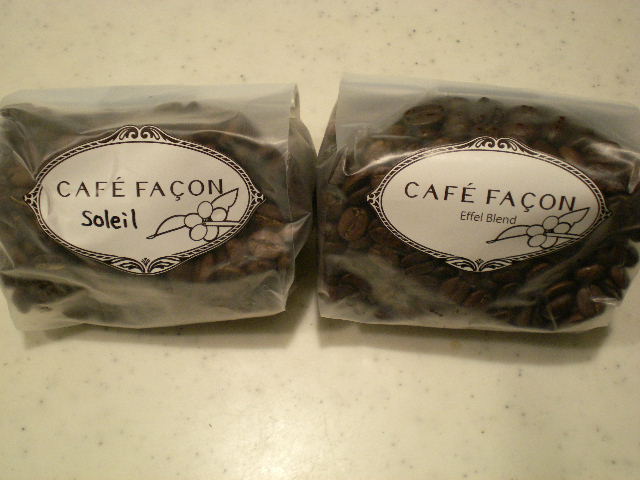 CAFÉ FAÇON
Soleil
CAFÉ FAÇON
Effel Blend